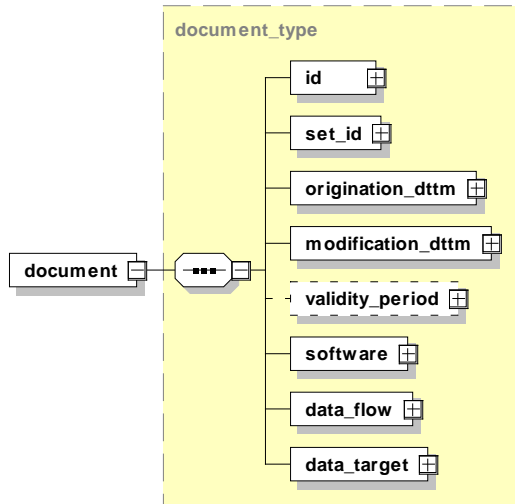 document_type
id
set_id
origination_dttm
modification_dttm
document
validity_period
software
data_flow
data_target